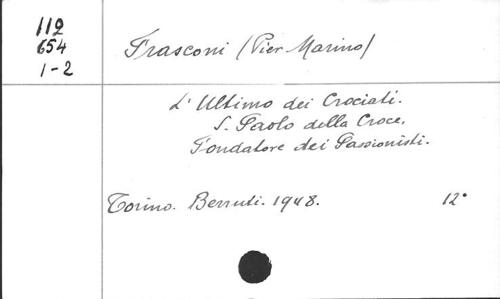 112
654
1-2
Frasconi (Pier Marino)
L'Ultimo dei Crociati.
S. Paolo della Croce,
Fondatore dei Passionisti.
Torino. Berruti. 1948. 12°